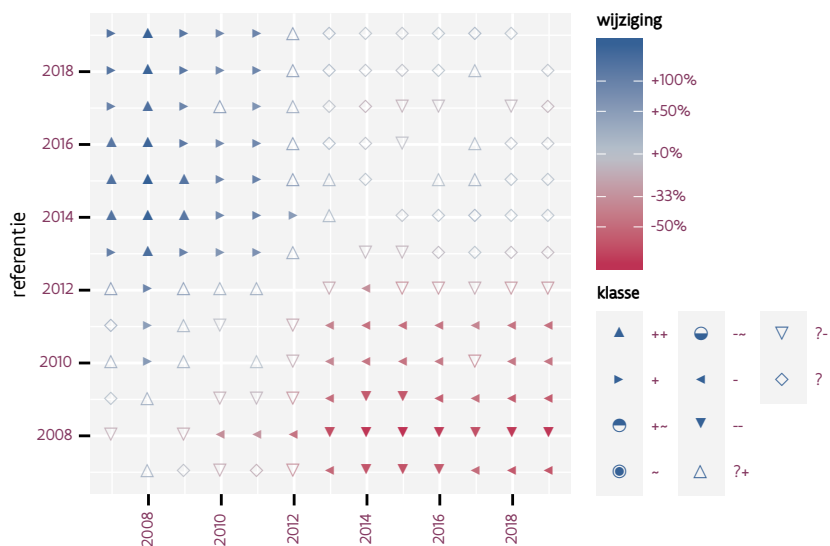 wijziging
+100%
+50%
+0%
-33%
-50%
klasse
++ -~ ?-
+ - ?
+~ --
~ ?+
referentie
2018
2016
2014
2012
2010
2008
2008 2010 2012 2014 2016 2018